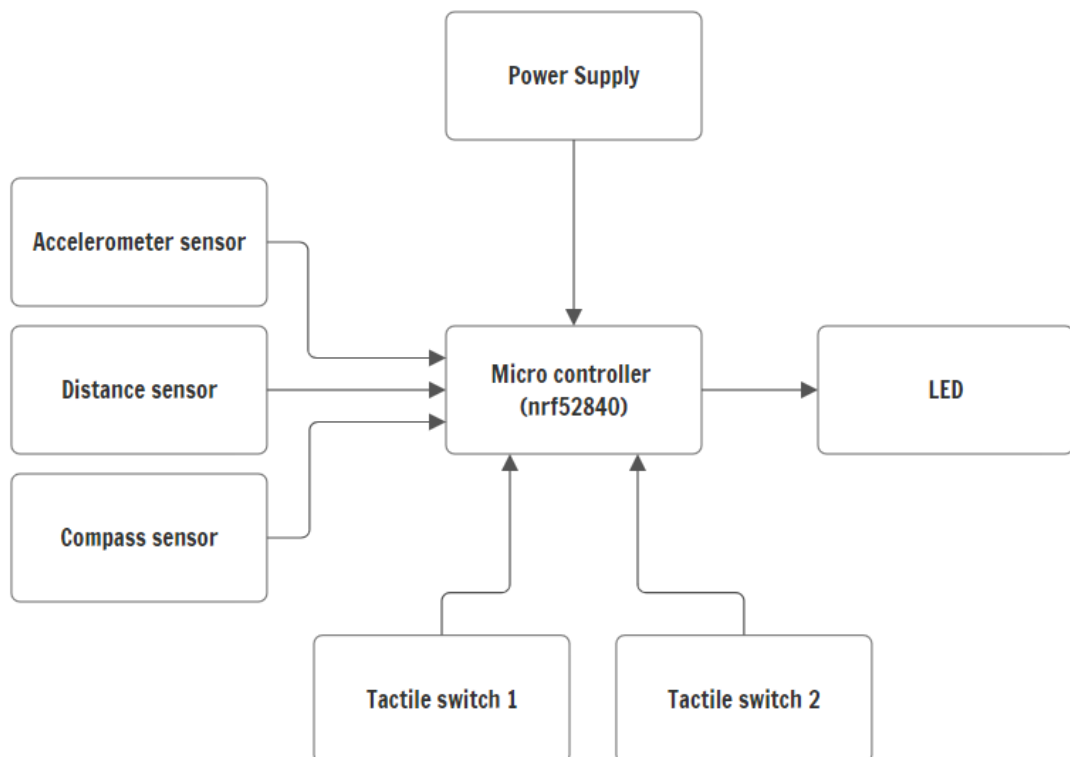 Power Supply
Accelerometer sensor
Distance sensor
Micro controller
(nrf52840)
LED
Compass sensor
Tactile switch 1
Tactile switch 2